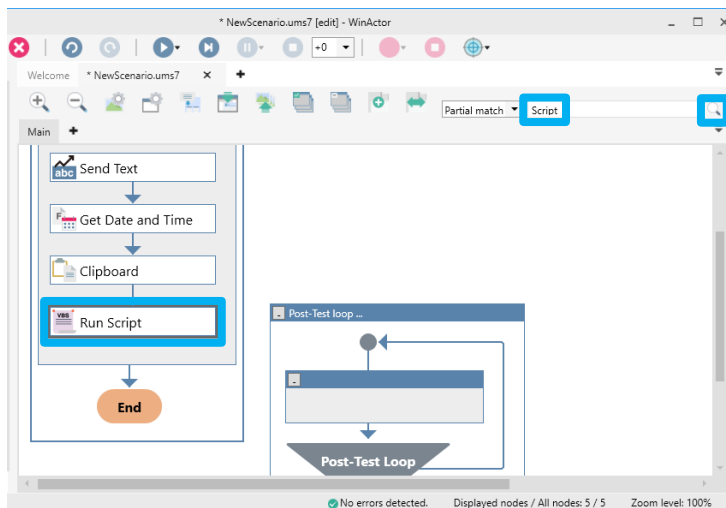 * NewScenario.ums7 [edit] - WinActor
+0
Welcome * NewScenario.ums7
Partial match Script
Main
abc Send Text
F Get Date and Time
Clipboard
VBS Run Script
Post-Test loop ...
End
Post-Test Loop
No errors detected. Displayed nodes / All nodes: 5 / 5 Zoom level: 100%